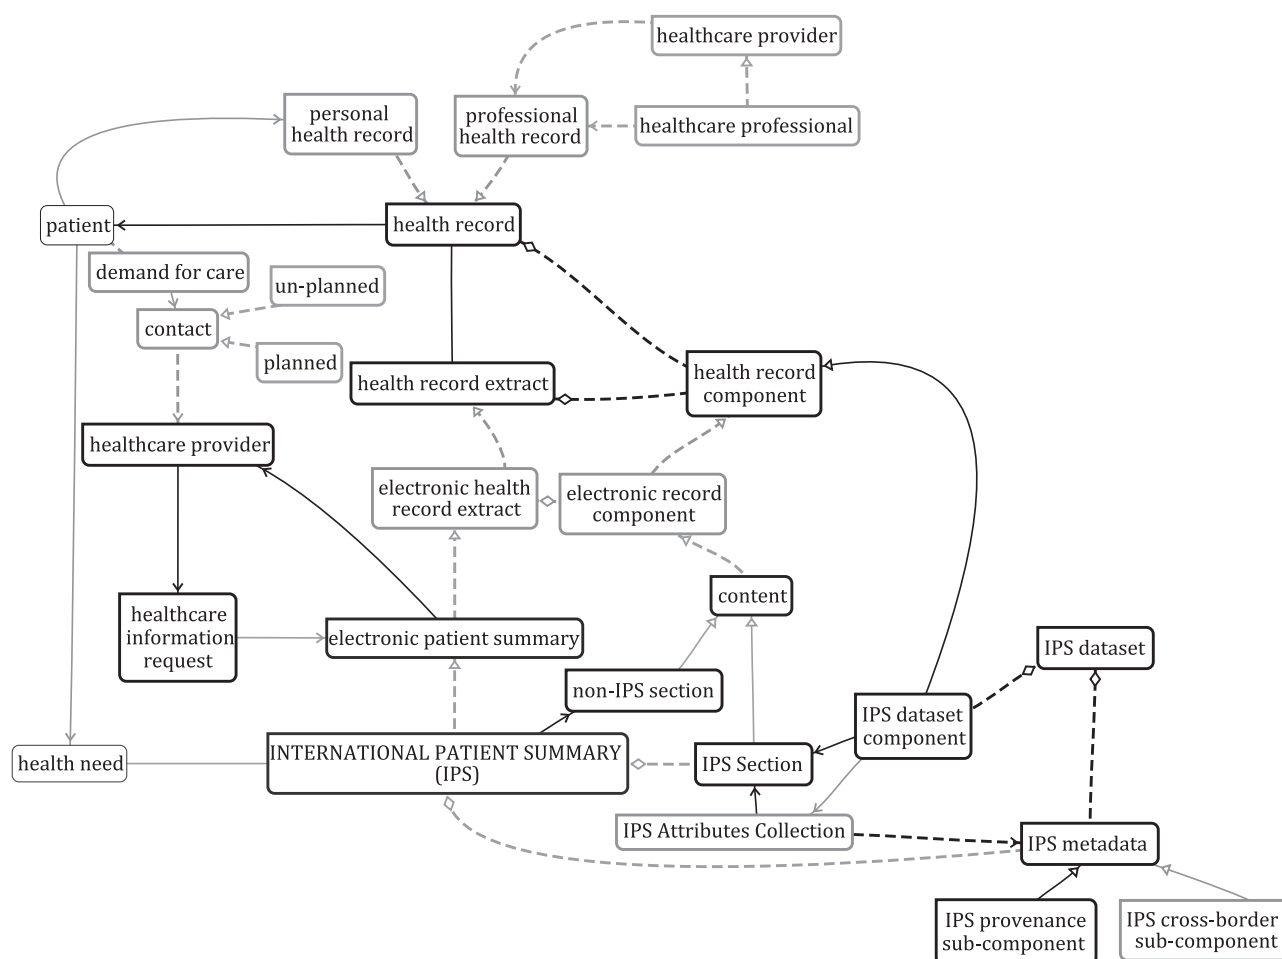 healthcare provider
personal
health record
professional
health record
healthcare professional
patient
health record
demand for care
un-planned
contact
planned
health record extract
health record
component
healthcare provider
electronic health
record extract
electronic record
component
healthcare
information
request
content
electronic patient summary
IPS dataset
non-IPS section
IPS dataset
component
health need
INTERNATIONAL PATIENT SUMMARY
(IPS)
IPS Section
IPS Attributes Collection
IPS metadata
IPS provenance
sub-component
IPS cross-border
sub-component